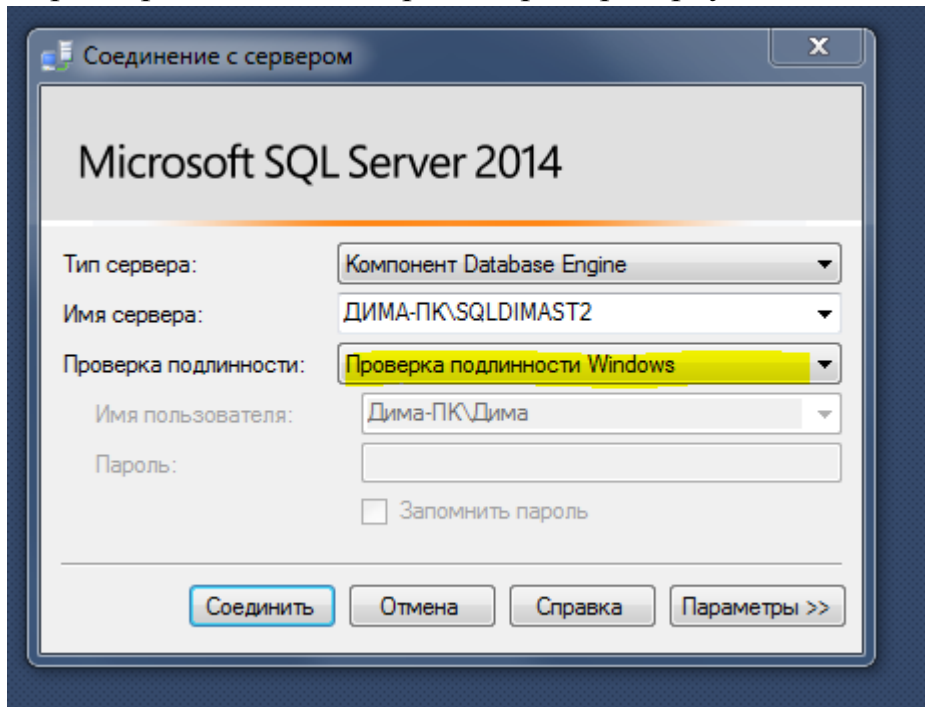 Соединение с сервером
Microsoft SQL Server 2014
Тип сервера: Компонент Database Engine
Имя сервера: ДИМА-ПК\SQLDIMAST2
Проверка подлинности: Проверка подлинности Windows
Имя пользователя: Дима-ПК\Дима
Пароль:
Запомнить пароль
Соединить Отмена Справка Параметры >>